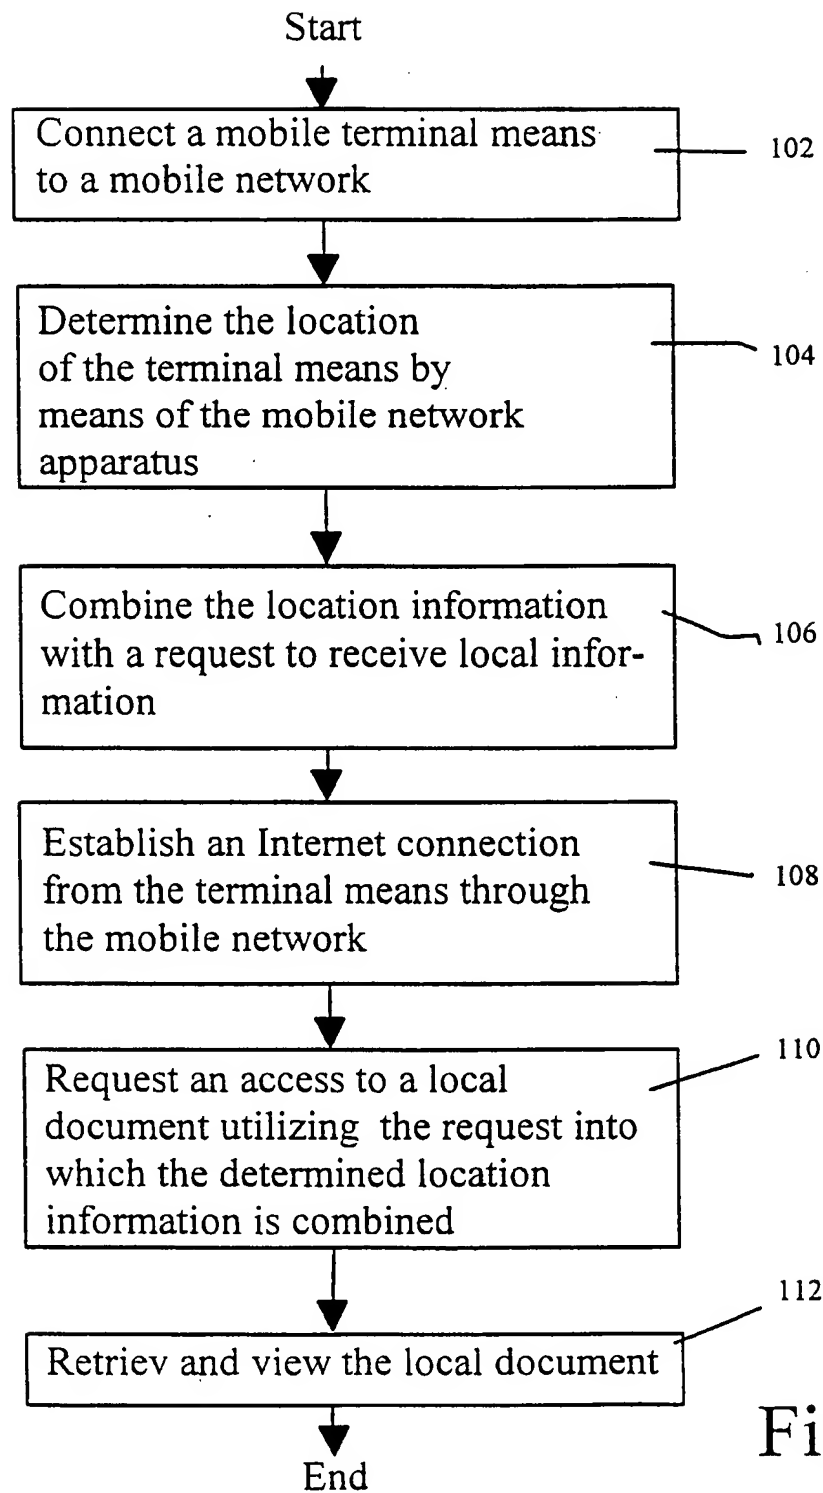 Start
Connect a mobile terminal means
to a mobile network
102
Determine the location
of the terminal means by
means of the mobile network
apparatus
104
Combine the location information
with a request to receive local infor-
mation
106
Establish an Internet connection
from the terminal means through
the mobile network
108
Request an access to a local
document utilizing the request into
which the determined location
information is combined
110
Retriev and view the local document
112
End
Fi